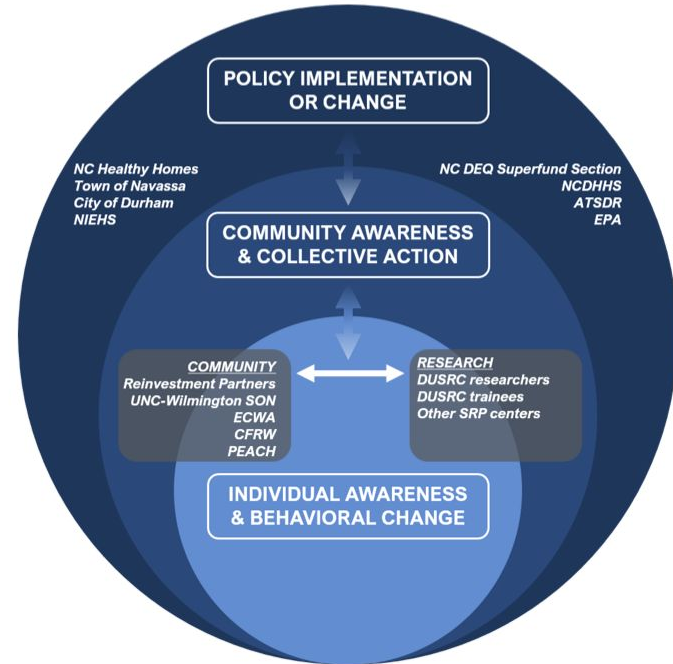 POLICY IMPLEMENTATION
OR CHANGE
NC Healthy Homes
Town of Navassa
City of Durham
NIEHS
NC DEQ Superfund Section
NCDHHS
ATSDR
EPA
COMMUNITY AWARENESS
& COLLECTIVE ACTION
COMMUNITY
Reinvestment Partners
UNC-Wilmington SON
ECWA
CFRW
PEACH
RESEARCH
DUSRC researchers
DUSRC trainees
Other SRP centers
INDIVIDUAL AWARENESS
& BEHAVIORAL CHANGE